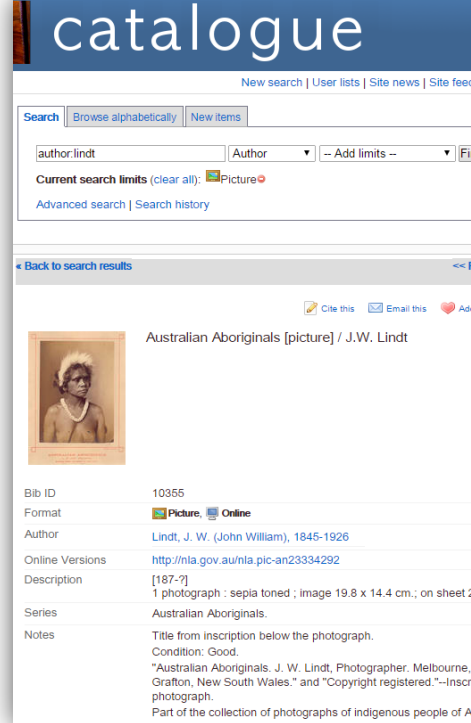 catalogue
New search | User lists | Site news | Site
Search Browse alphabetically New items
author:lindt Author -- Add limits --
Current search limits (clear all): Picture
Advanced search | Search history
« Back to search results <<
Cite this Email this
Australian Aboriginals [picture] / J.W. Lindt
Bib ID 10355
Format Picture, Online
Author Lindt, J. W. (John William), 1845-1926
Online Versions http://nla.gov.au/nla.pic-an23334292
Description [187-?]
1 photograph : sepia toned ; image 19.8 x 14.4 cm.; on sheet
Series Australian Aboriginals.
Notes Title from inscription below the photograph.
Condition: Good.
"Australian Aboriginals. J. W. Lindt, Photographer. Melbourne,
Grafton, New South Wales." and "Copyright registered."--
photograph.
Part of the collection of photographs of indigenous people of